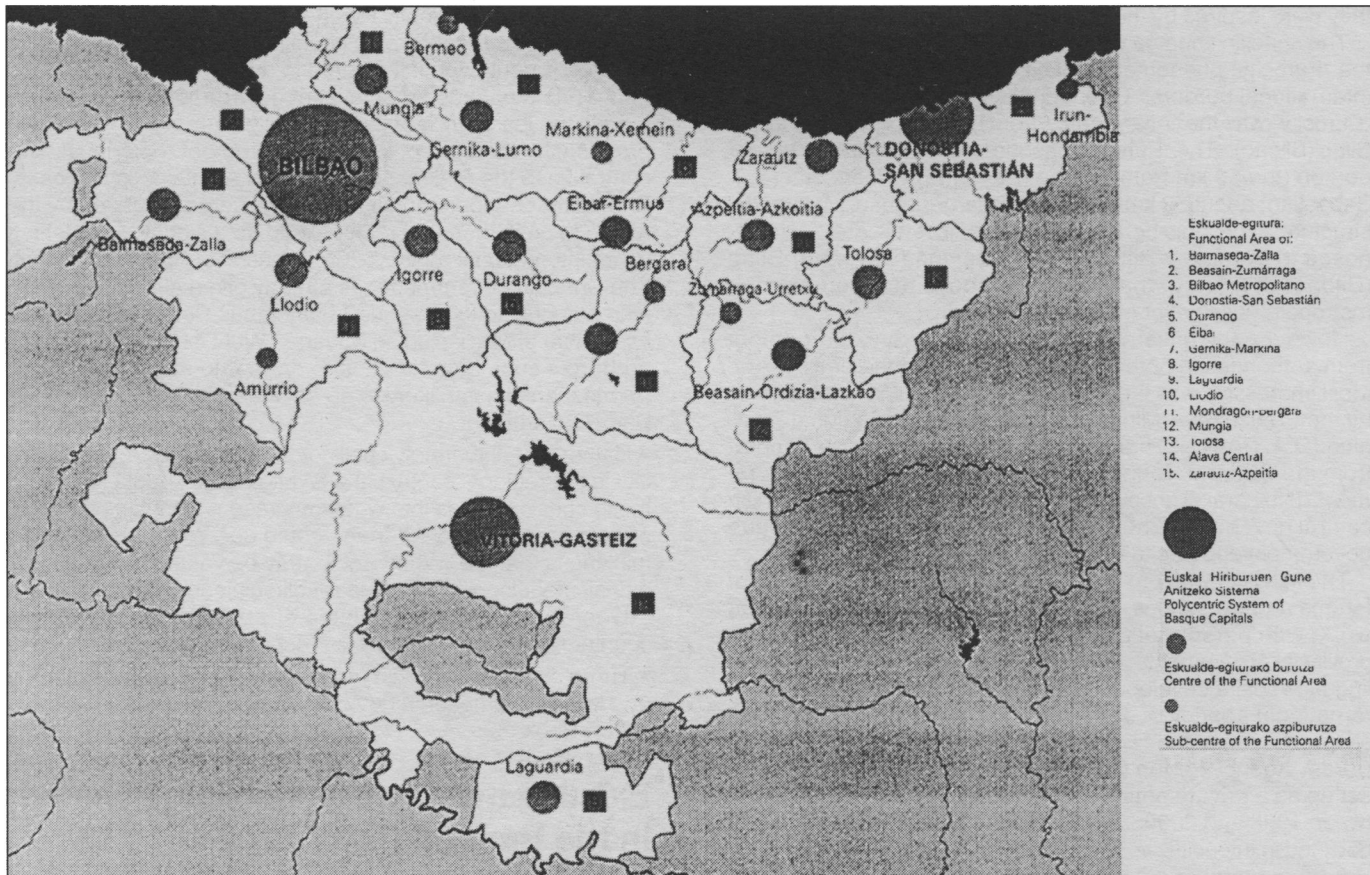 Bermeo
Mungia
Gernika-Lumo
Markina-Xemein
Zarautz
DONOSTIA-
SAN SEBASTIÁN
Irun-
Hondarribia
BILBAO
Balmaseda-Zalla
Eibar-Ermua
Azpeitia-Azkoitia
Igorre
Durango
Bergara
Tolosa
Llodio
Zumarraga-Urretxu
Amurrio
Beasain-Ordizia-Lazkao
VITORIA-GASTEIZ
Laguardia
Eskualde-egitura:
Functional Area of:
1. Balmaseda-Zalla
2. Beasain-Zumárraga
3. Bilbao Metropolitano
4. Donostia-San Sebastián
5. Durango
6 Eibar
7. Gernika-Markina
8. Igorre
9. Laguardia
10. Llodio
11. Mondragon-Bergara
12. Mungia
13. Tolosa
14. Alava Central
15. Zarautz-Azpeitia
Euskal Hiriburuen Gune
Anitzeko Sistema
Polycentric System of
Basque Capitals
Eskualde-egiturako burutza
Centre of the Functional Area
Eskualde-egiturako azpiburutza
Sub-centre of the Functional Area